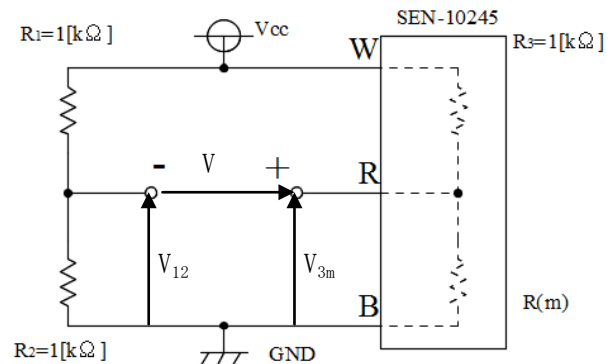 SEN-10245
R1=1[kΩ]
Vcc
W
R3=1[kΩ]
- V +
R
V12
V3m
B
R(m)
R2=1[kΩ]
GND